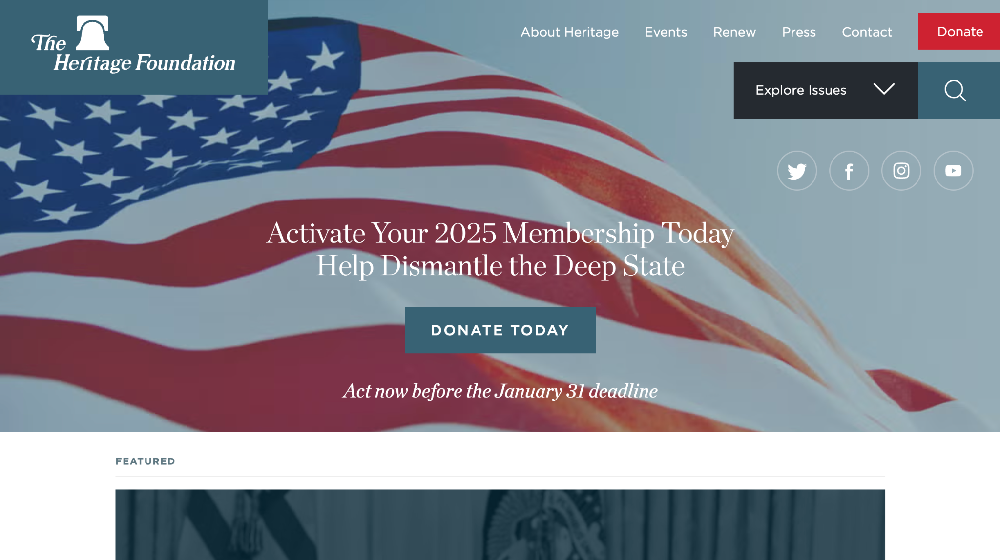 The
Heritage Foundation
About Heritage
Events
Renew
Press
Contact
Donate
Explore Issues
Activate Your 2025 Membership Today
Help Dismantle the Deep State
DONATE TODAY
Act now before the January 31 deadline
FEATURED